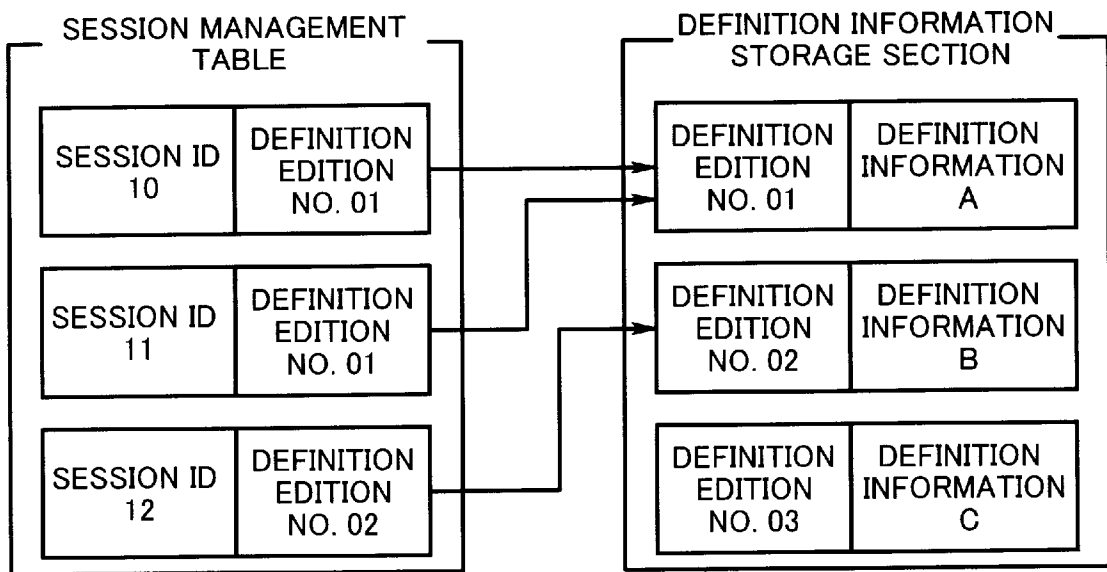 SESSION MANAGEMENT
TABLE
SESSION ID
10
DEFINITION
EDITION
NO. 01
SESSION ID
11
DEFINITION
EDITION
NO. 01
SESSION ID
12
DEFINITION
EDITION
NO. 02
DEFINITION INFORMATION
STORAGE SECTION
DEFINITION
EDITION
NO. 01
DEFINITION
INFORMATION
A
DEFINITION
EDITION
NO. 02
DEFINITION
INFORMATION
B
DEFINITION
EDITION
NO. 03
DEFINITION
INFORMATION
C